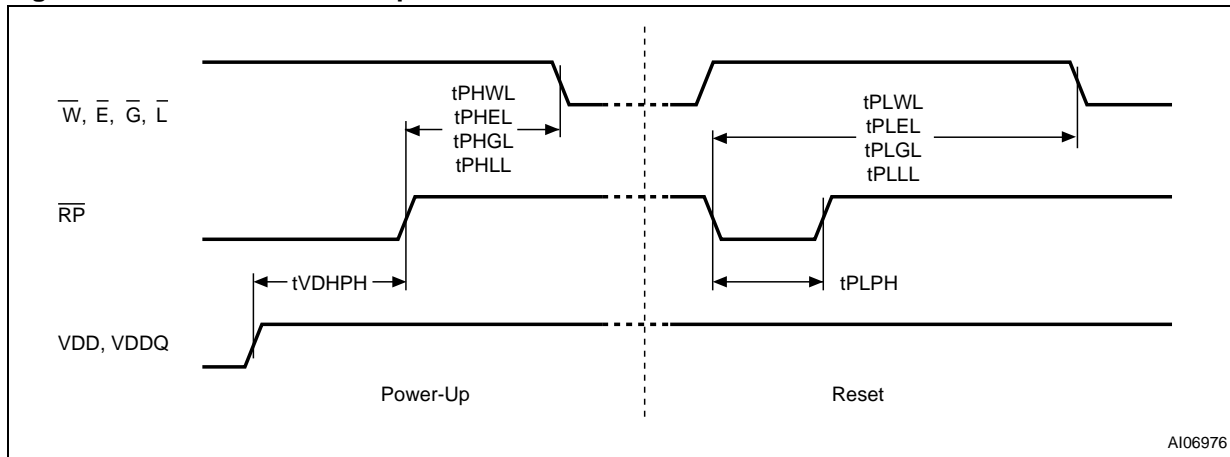 W, E, G, L
tPHWL
tPHEL
tPHGL
tPHLL
tPLWL
tPLEL
tPLGL
tPLLL
RP
tVDHPH
tPLPH
VDD, VDDQ
Power-Up
Reset
AI06976